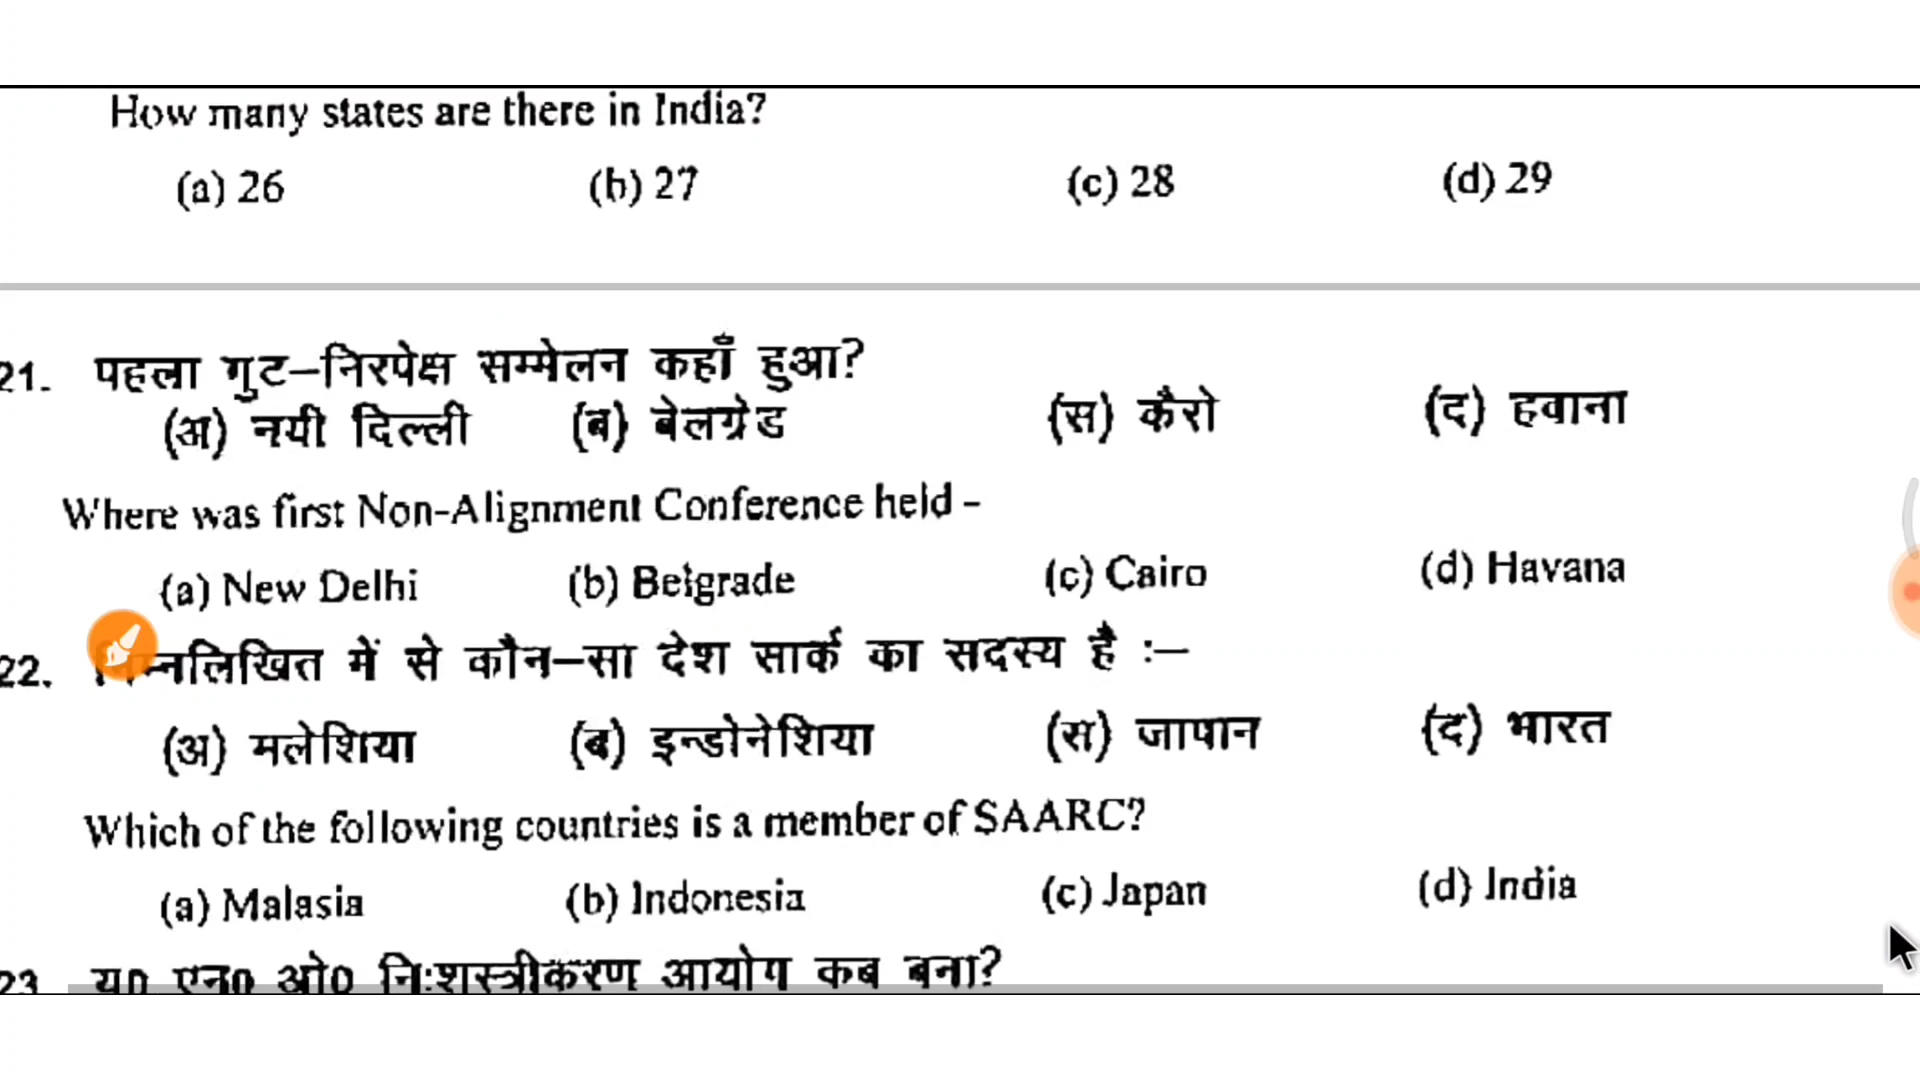 How many states are there in India?
(a) 26 (b) 27 (c) 28 (d) 29
21. पहला गुट–निरपेक्ष सम्मेलन कहाँ हुआ?
(अ) नयी दिल्ली (ब) बेलग्रेड (स) कैरो (द) हवाना
Where was first Non-Alignment Conference held -
(a) New Delhi (b) Belgrade (c) Cairo (d) Havana
22. निम्नलिखित में से कौन–सा देश सार्क का सदस्य है :–
(अ) मलेशिया (ब) इन्डोनेशिया (स) जापान (द) भारत
Which of the following countries is a member of SAARC?
(a) Malasia (b) Indonesia (c) Japan (d) India
23 यू0 एन0 ओ0 निःशस्त्रीकरण आयोग कब बना?